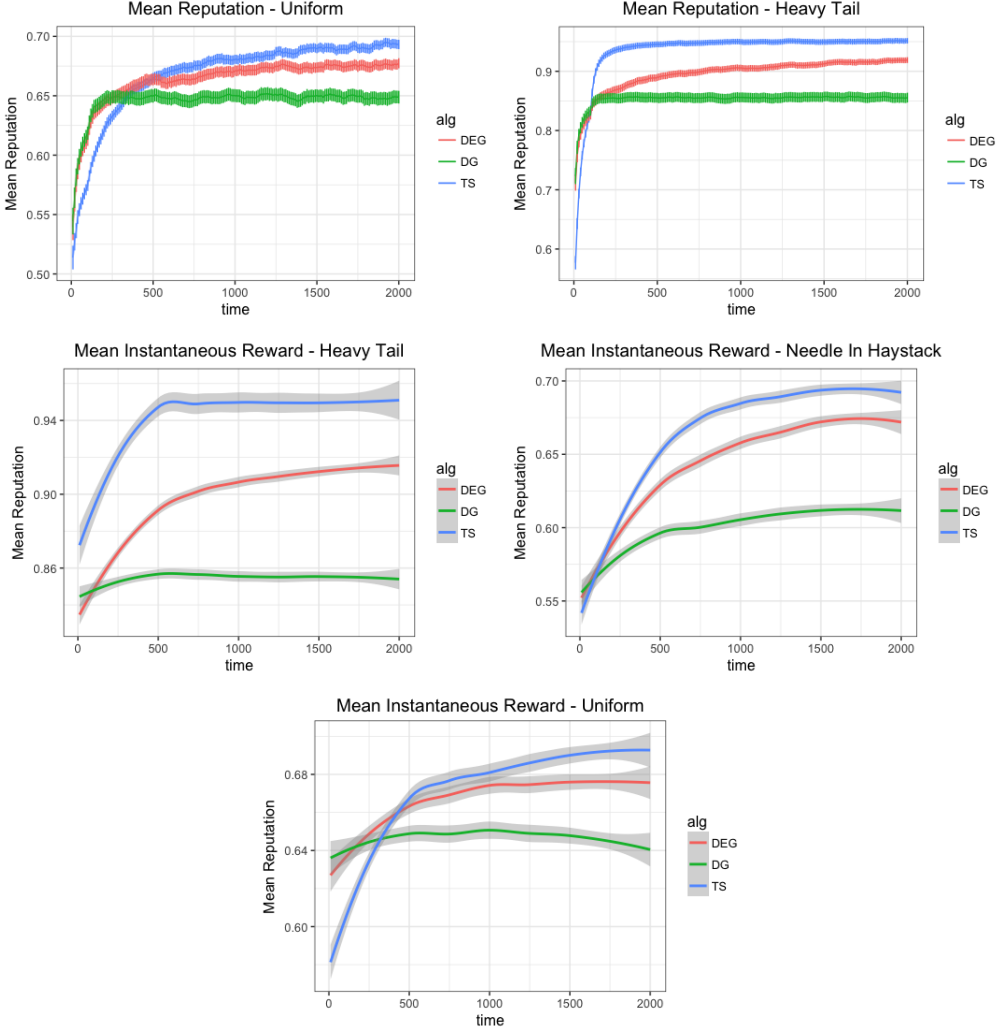 Mean Reputation - Uniform
Mean Reputation
0.70
0.65
0.60
0.55
0.50
0
500
1000
1500
2000
time
alg
DEG
DG
TS
Mean Reputation - Heavy Tail
Mean Reputation
0.9
0.8
0.7
0.6
0
500
1000
1500
2000
time
alg
DEG
DG
TS
Mean Instantaneous Reward - Heavy Tail
Mean Reputation
0.94
0.90
0.86
0
500
1000
1500
2000
time
alg
DEG
DG
TS
Mean Instantaneous Reward - Needle In Haystack
Mean Reputation
0.70
0.65
0.60
0.55
0
500
1000
1500
2000
time
alg
DEG
DG
TS
Mean Instantaneous Reward - Uniform
Mean Reputation
0.68
0.64
0.60
0
500
1000
1500
2000
time
alg
DEG
DG
TS